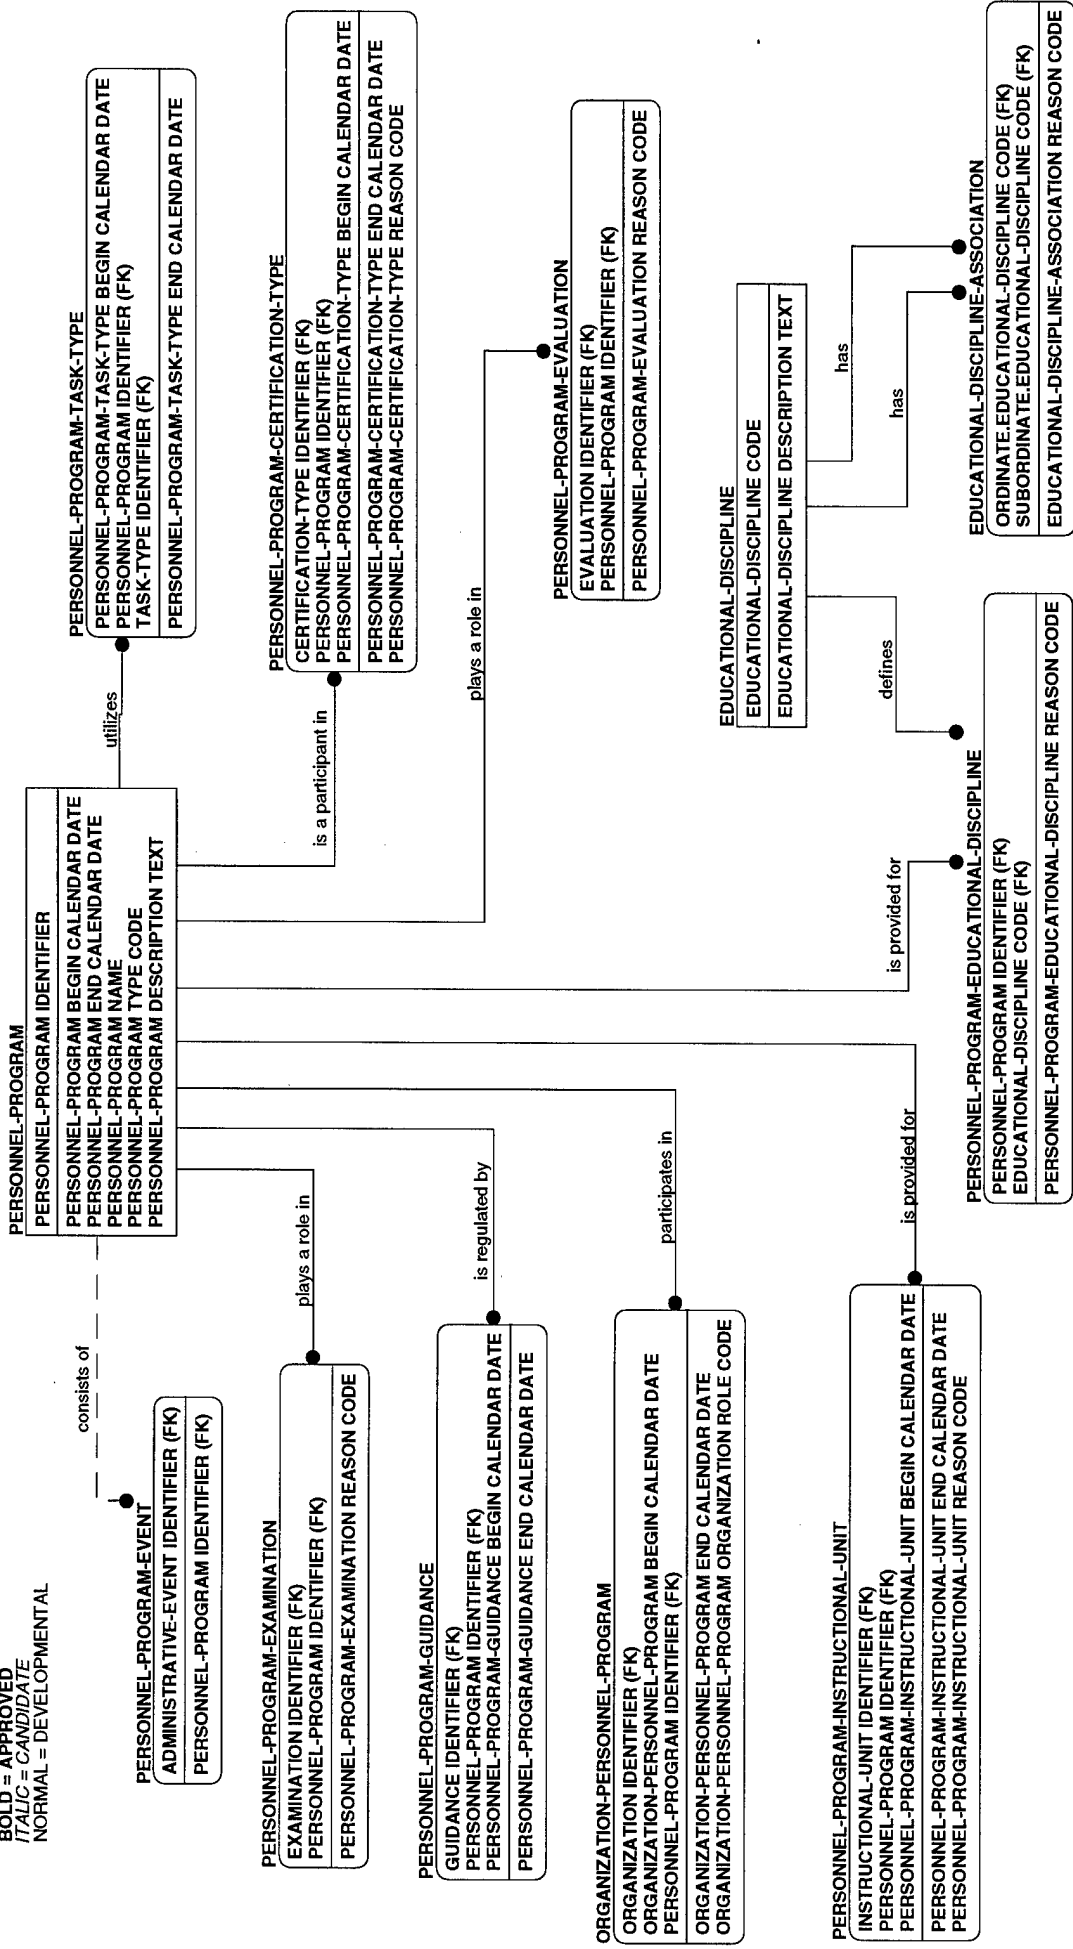 BOLD = APPROVED
ITALIC = CANDIDATE
NORMAL = DEVELOPMENTAL
PERSONNEL-PROGRAM
PERSONNEL-PROGRAM IDENTIFIER
PERSONNEL-PROGRAM BEGIN CALENDAR DATE
PERSONNEL-PROGRAM END CALENDAR DATE
PERSONNEL-PROGRAM NAME
PERSONNEL-PROGRAM TYPE CODE
PERSONNEL-PROGRAM DESCRIPTION TEXT
consists of
PERSONNEL-PROGRAM-EVENT
ADMINISTRATIVE-EVENT IDENTIFIER (FK)
PERSONNEL-PROGRAM IDENTIFIER (FK)
utilizes
PERSONNEL-PROGRAM-TASK-TYPE
PERSONNEL-PROGRAM-TASK-TYPE BEGIN CALENDAR DATE
PERSONNEL-PROGRAM IDENTIFIER (FK)
TASK-TYPE IDENTIFIER (FK)
PERSONNEL-PROGRAM-TASK-TYPE END CALENDAR DATE
plays a role in
PERSONNEL-PROGRAM-EXAMINATION
EXAMINATION IDENTIFIER (FK)
PERSONNEL-PROGRAM IDENTIFIER (FK)
PERSONNEL-PROGRAM-EXAMINATION REASON CODE
is a participant in
PERSONNEL-PROGRAM-CERTIFICATION-TYPE
CERTIFICATION-TYPE IDENTIFIER (FK)
PERSONNEL-PROGRAM IDENTIFIER (FK)
PERSONNEL-PROGRAM-CERTIFICATION-TYPE BEGIN CALENDAR DATE
PERSONNEL-PROGRAM-CERTIFICATION-TYPE END CALENDAR DATE
PERSONNEL-PROGRAM-CERTIFICATION-TYPE REASON CODE
is regulated by
PERSONNEL-PROGRAM-GUIDANCE
GUIDANCE IDENTIFIER (FK)
PERSONNEL-PROGRAM IDENTIFIER (FK)
PERSONNEL-PROGRAM-GUIDANCE BEGIN CALENDAR DATE
PERSONNEL-PROGRAM-GUIDANCE END CALENDAR DATE
plays a role in
PERSONNEL-PROGRAM-EVALUATION
EVALUATION IDENTIFIER (FK)
PERSONNEL-PROGRAM IDENTIFIER (FK)
PERSONNEL-PROGRAM-EVALUATION REASON CODE
participates in
ORGANIZATION-PERSONNEL-PROGRAM
ORGANIZATION IDENTIFIER (FK)
ORGANIZATION-PERSONNEL-PROGRAM BEGIN CALENDAR DATE
PERSONNEL-PROGRAM IDENTIFIER (FK)
ORGANIZATION-PERSONNEL-PROGRAM END CALENDAR DATE
ORGANIZATION-PERSONNEL-PROGRAM ORGANIZATION ROLE CODE
EDUCATIONAL-DISCIPLINE
EDUCATIONAL-DISCIPLINE CODE
EDUCATIONAL-DISCIPLINE DESCRIPTION TEXT
has
has
defines
is provided for
is provided for
PERSONNEL-PROGRAM-INSTRUCTIONAL-UNIT
INSTRUCTIONAL-UNIT IDENTIFIER (FK)
PERSONNEL-PROGRAM IDENTIFIER (FK)
PERSONNEL-PROGRAM-INSTRUCTIONAL-UNIT BEGIN CALENDAR DATE
PERSONNEL-PROGRAM-INSTRUCTIONAL-UNIT END CALENDAR DATE
PERSONNEL-PROGRAM-INSTRUCTIONAL-UNIT REASON CODE
PERSONNEL-PROGRAM-EDUCATIONAL-DISCIPLINE
PERSONNEL-PROGRAM IDENTIFIER (FK)
EDUCATIONAL-DISCIPLINE CODE (FK)
PERSONNEL-PROGRAM-EDUCATIONAL-DISCIPLINE REASON CODE
EDUCATIONAL-DISCIPLINE-ASSOCIATION
ORDINATE.EDUCATIONAL-DISCIPLINE CODE (FK)
SUBORDINATE.EDUCATIONAL-DISCIPLINE CODE (FK)
EDUCATIONAL-DISCIPLINE-ASSOCIATION REASON CODE